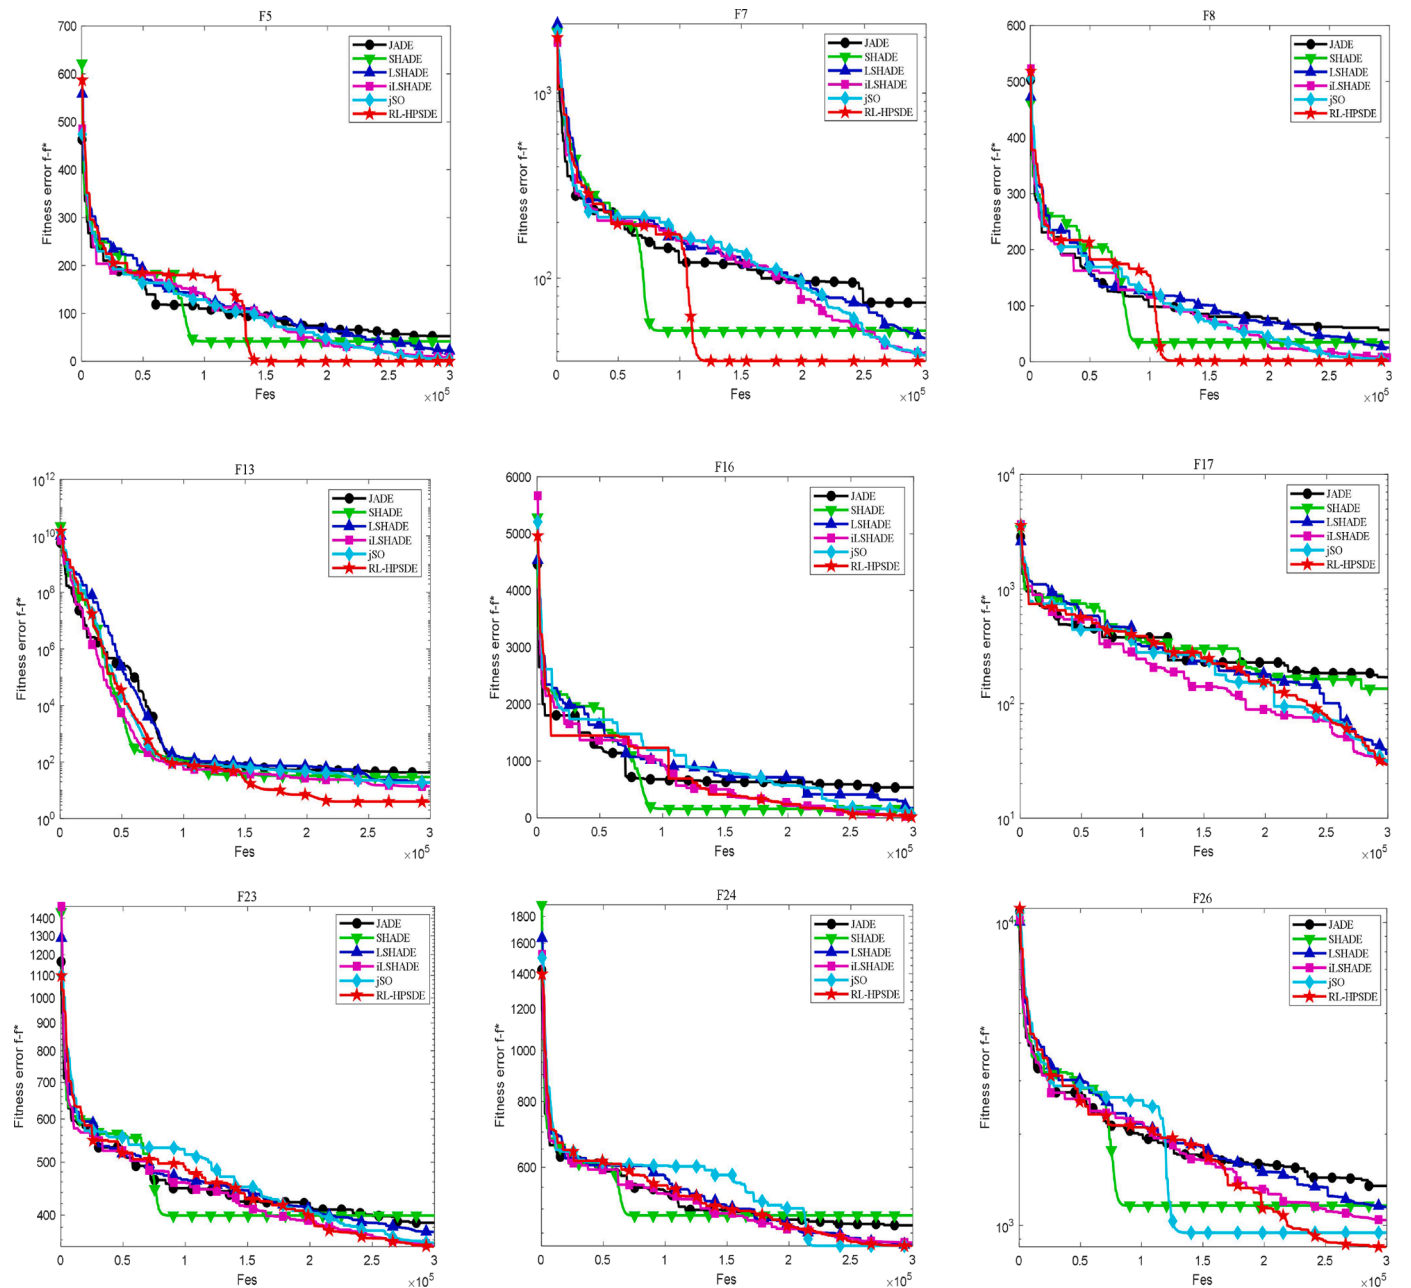 F5
700
600
500
400
300
200
100
0
Fitness error f-f*
JADE
SHADE
LSHADE
iLSHADE
jSO
RL-HPSDE
0 0.5 1 1.5 2 2.5 3
Fes
×10^5
F7
10^3
10^2
Fitness error f-f*
JADE
SHADE
LSHADE
iLSHADE
jSO
RL-HPSDE
0 0.5 1 1.5 2 2.5 3
Fes
×10^5
F8
600
500
400
300
200
100
0
Fitness error f-f*
JADE
SHADE
LSHADE
iLSHADE
jSO
RL-HPSDE
0 0.5 1 1.5 2 2.5 3
Fes
×10^5
F13
10^12
10^10
10^8
10^6
10^4
10^2
10^0
Fitness error f-f*
JADE
SHADE
LSHADE
iLSHADE
jSO
RL-HPSDE
0 0.5 1 1.5 2 2.5 3
Fes
×10^5
F16
6000
5000
4000
3000
2000
1000
0
Fitness error f-f*
JADE
SHADE
LSHADE
iLSHADE
jSO
RL-HPSDE
0 0.5 1 1.5 2 2.5 3
Fes
×10^5
F17
10^4
10^3
10^2
10^1
Fitness error f-f*
JADE
SHADE
LSHADE
iLSHADE
jSO
RL-HPSDE
0 0.5 1 1.5 2 2.5 3
Fes
×10^5
F23
1400
1300
1200
1100
1000
900
800
700
600
500
400
Fitness error f-f*
JADE
SHADE
LSHADE
iLSHADE
jSO
RL-HPSDE
0 0.5 1 1.5 2 2.5 3
Fes
×10^5
F24
1800
1600
1400
1200
1000
800
600
Fitness error f-f*
JADE
SHADE
LSHADE
iLSHADE
jSO
RL-HPSDE
0 0.5 1 1.5 2 2.5 3
Fes
×10^5
F26
10^4
10^3
Fitness error f-f*
JADE
SHADE
LSHADE
iLSHADE
jSO
RL-HPSDE
0 0.5 1 1.5 2 2.5 3
Fes
×10^5